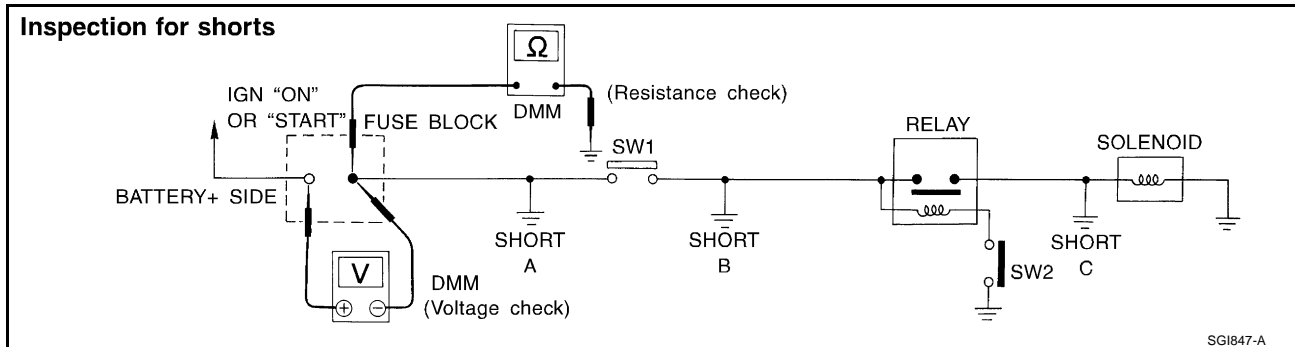 Inspection for shorts
Ω
DMM
(Resistance check)
IGN “ON”
OR “START”
FUSE BLOCK
BATTERY+ SIDE
SW1
RELAY
SOLENOID
SHORT
A
SHORT
B
SHORT
C
SW2
V
+ −
DMM
(Voltage check)
SGI847-A